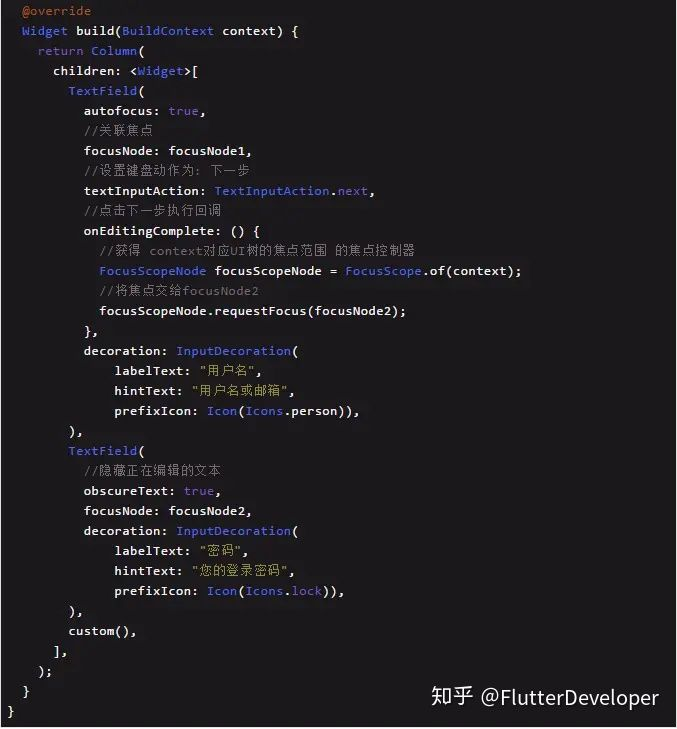 @override
Widget build(BuildContext context) {
return Column(
children: <Widget>[
TextField(
autofocus: true,
//关联焦点
focusNode: focusNode1,
//设置键盘动作为: 下一步
textInputAction: TextInputAction.next,
//点击下一步执行回调
onEditingComplete: () {
//获得 context对应UI树的焦点范围 的焦点控制器
FocusScopeNode focusScopeNode = FocusScope.of(context);
//将焦点交给focusNode2
focusScopeNode.requestFocus(focusNode2);
},
decoration: InputDecoration(
labelText: "用户名",
hintText: "用户名或邮箱",
prefixIcon: Icon(Icons.person)),
),
TextField(
//隐藏正在编辑的文本
obscureText: true,
focusNode: focusNode2,
decoration: InputDecoration(
labelText: "密码",
hintText: "您的登录密码",
prefixIcon: Icon(Icons.lock)),
),
custom(),
],
);
}
}
知乎 @FlutterDeveloper